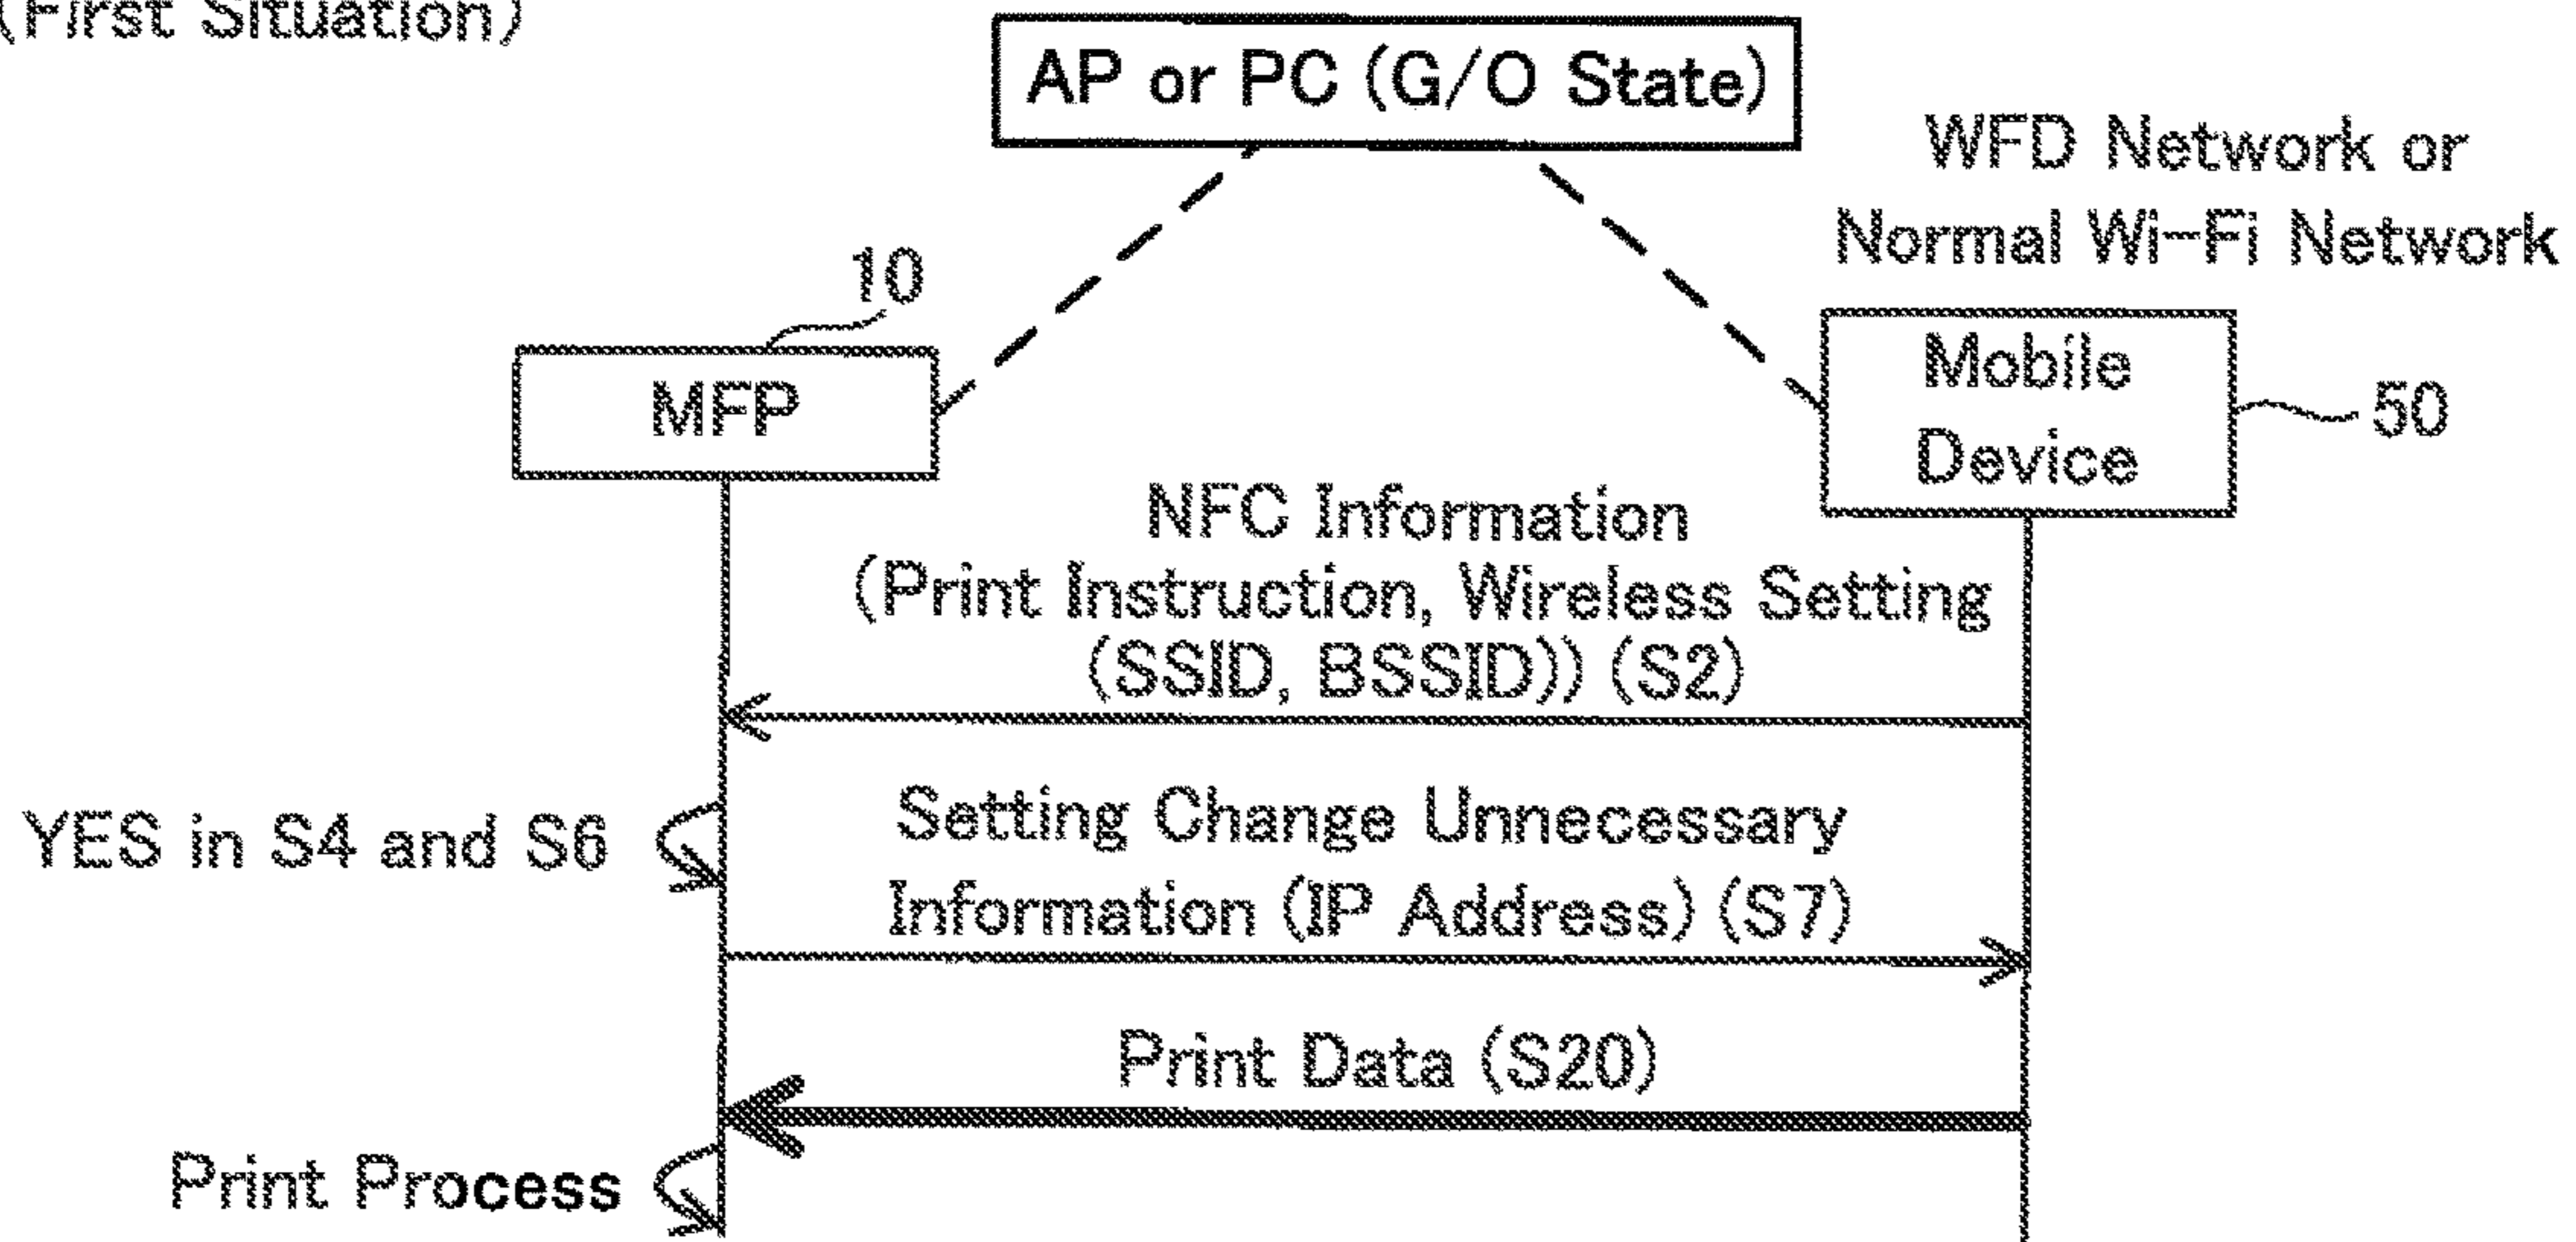 (First Situation)
AP or PC (G/O State)
WFD Network or
Normal Wi-Fi Network
10
MFP
Mobile
Device
50
NFC Information
(Print Instruction, Wireless Setting
(SSID, BSSID)) (S2)
YES in S4 and S6
Setting Change Unnecessary
Information (IP Address) (S7)
Print Data (S20)
Print Process